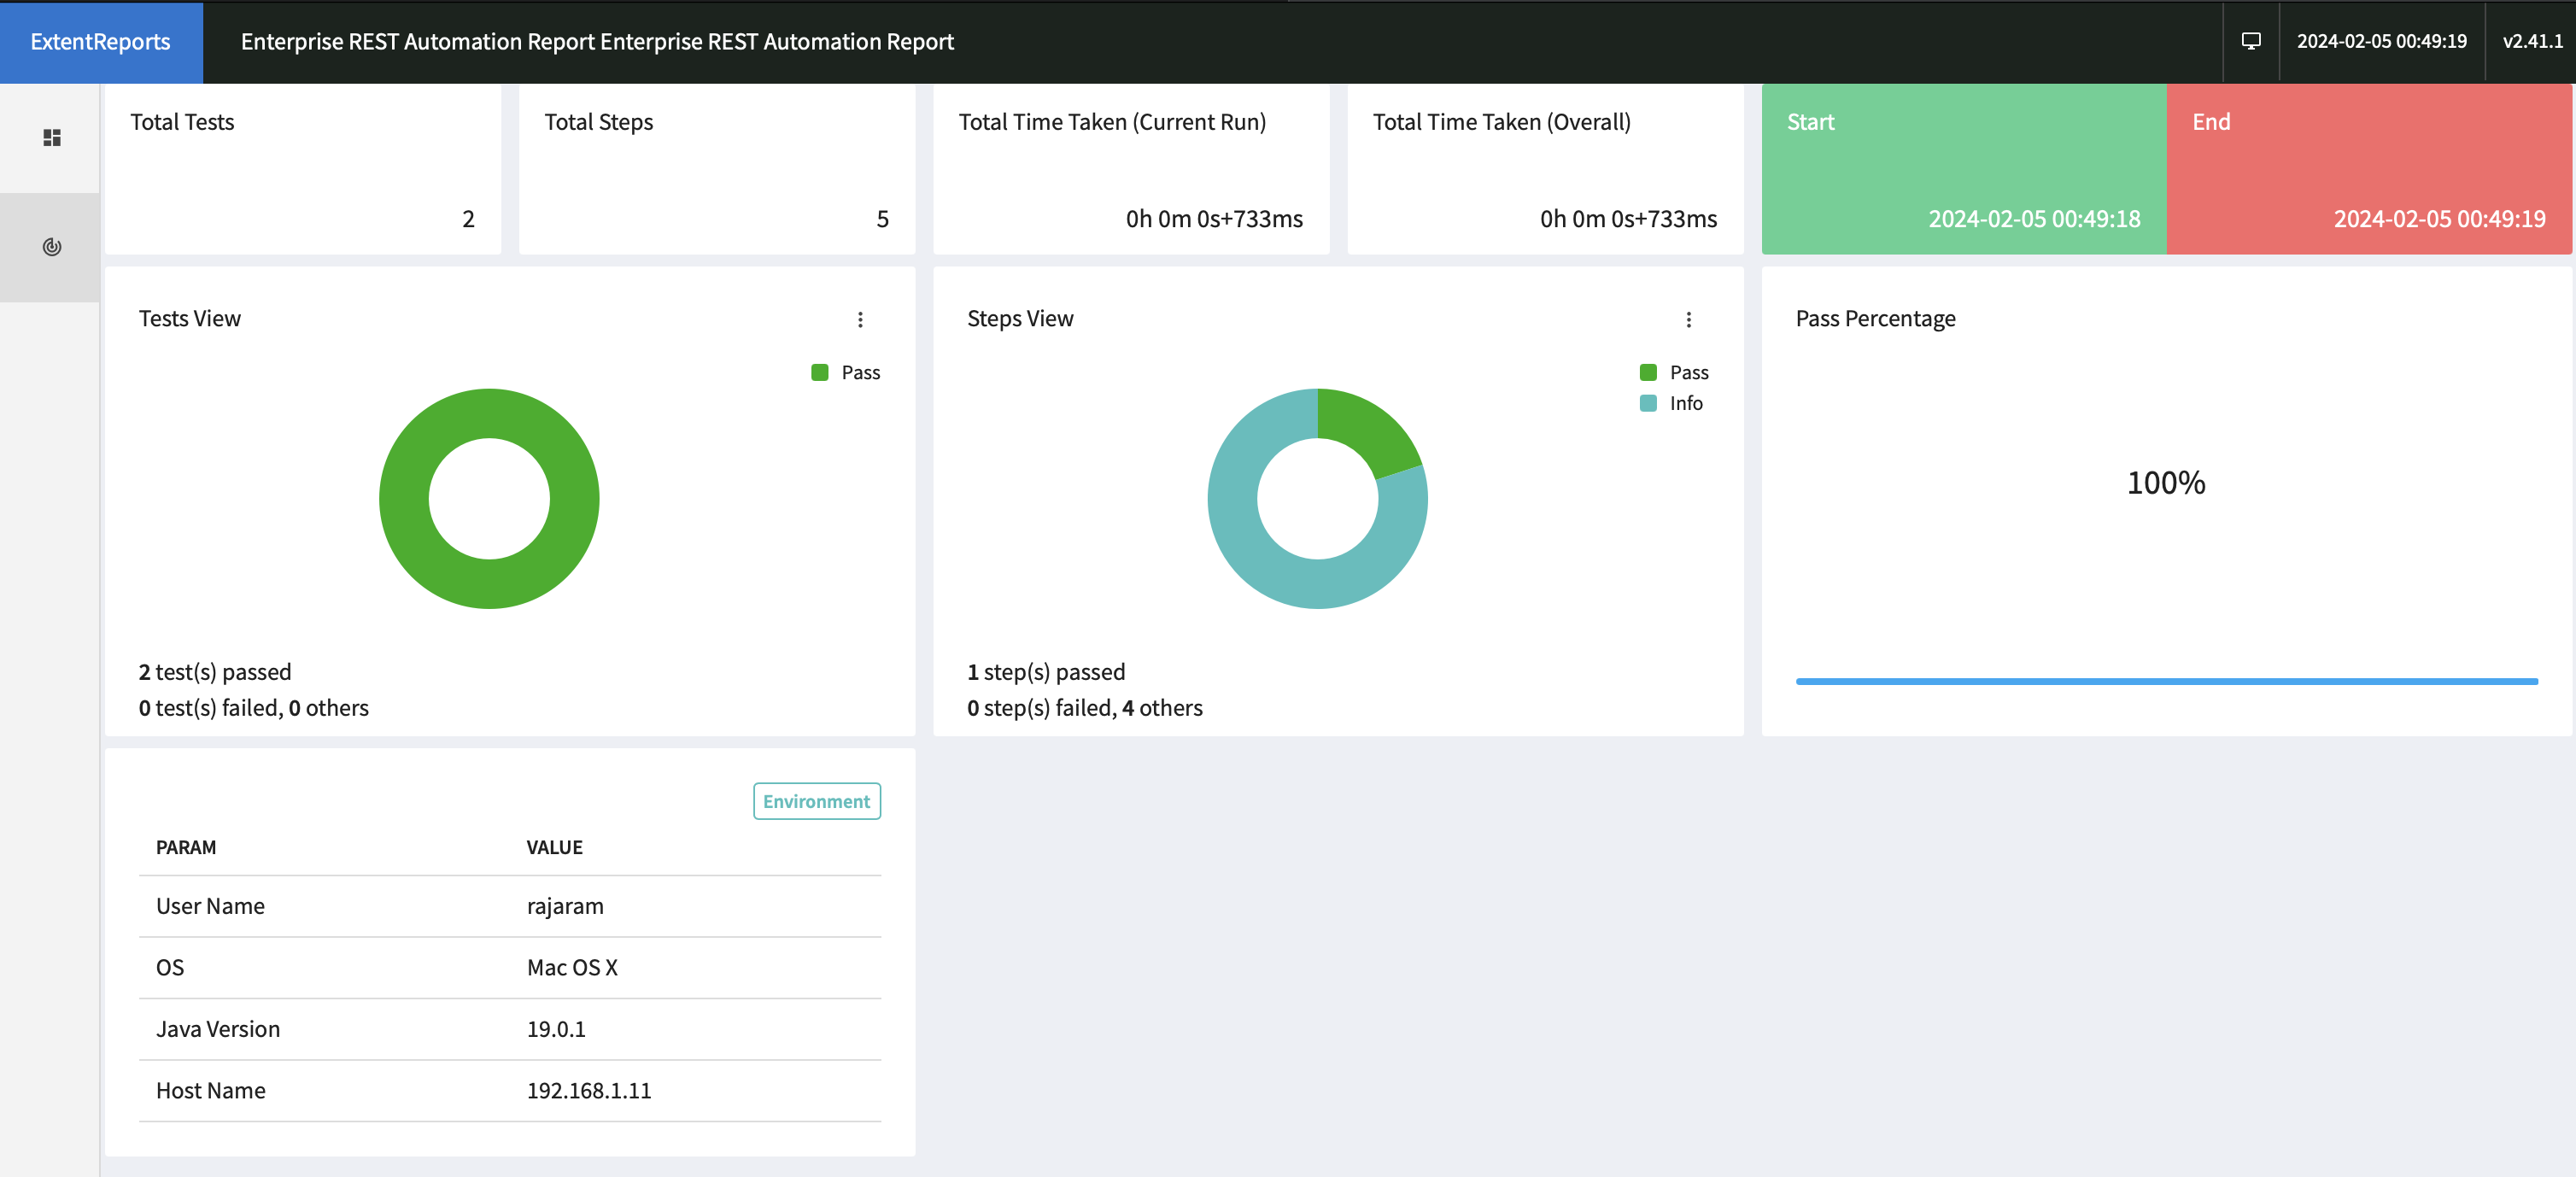 ExtentReports
Enterprise REST Automation Report Enterprise REST Automation Report
2024-02-05 00:49:19
v2.41.1
Total Tests
2
Total Steps
5
Total Time Taken (Current Run)
0h 0m 0s+733ms
Total Time Taken (Overall)
0h 0m 0s+733ms
Start
2024-02-05 00:49:18
End
2024-02-05 00:49:19
Tests View
Pass
2 test(s) passed
0 test(s) failed, 0 others
Steps View
Pass
Info
1 step(s) passed
0 step(s) failed, 4 others
Pass Percentage
100%
Environment
PARAM VALUE
User Name rajaram
OS Mac OS X
Java Version 19.0.1
Host Name 192.168.1.11